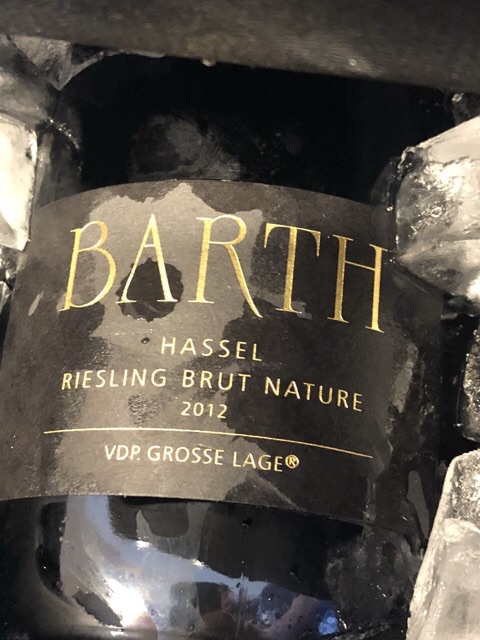 BARTH
HASSEL
RIESLING BRUT NATURE
2012
VDP. GROSSE LAGE®